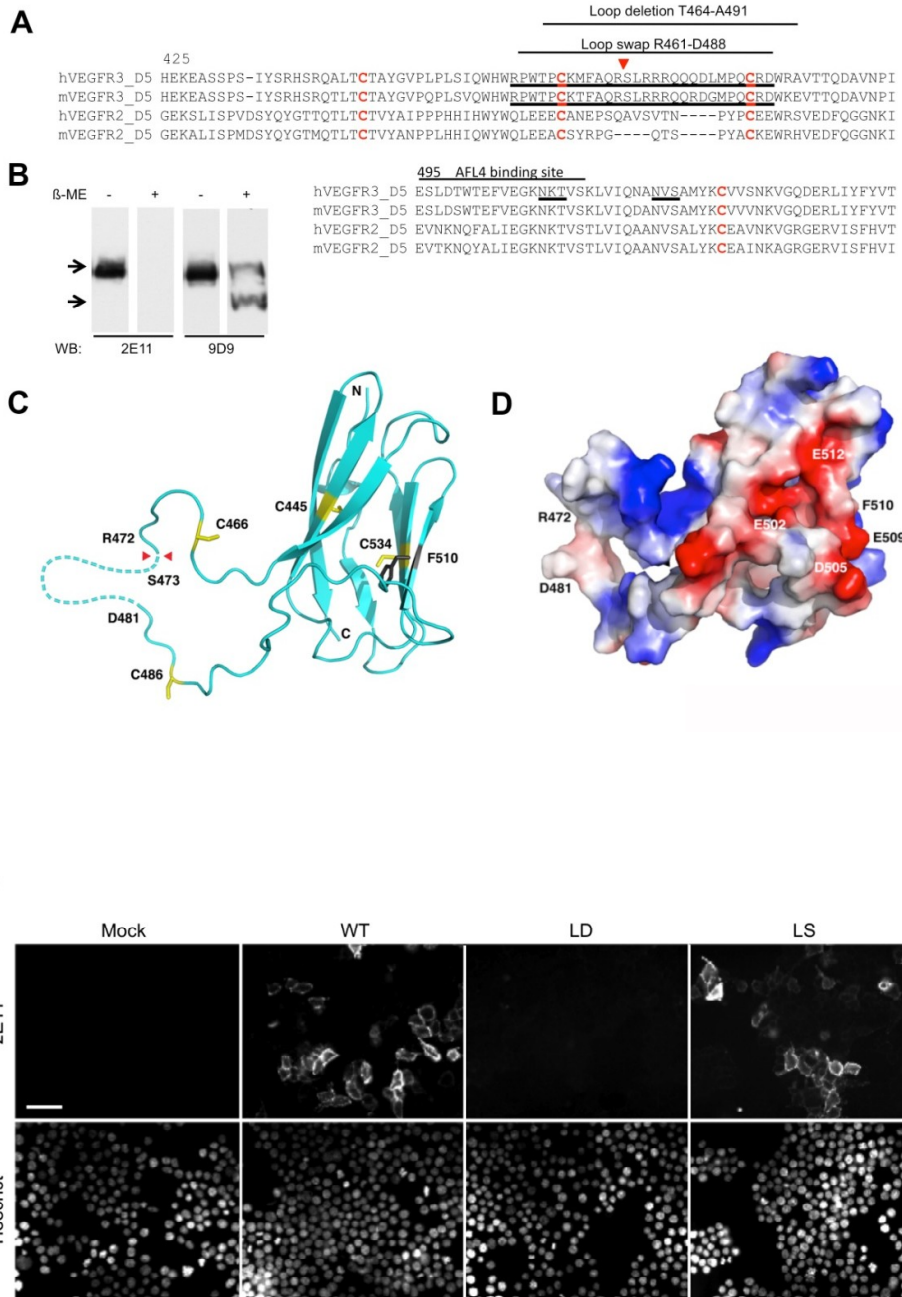 A
Loop deletion T464-A491
Loop swap R461-D488
425
hVEGFR3_D5 HEKEASSPS-IYSRHSRQALTCTAYGVPLPLSIQWHWRPWTPCKMFAQRSLRRRQQQDLMPQCRDWRAVTTQDAVNPI
mVEGFR3_D5 HEKEASSPS-IYSRHSRQTLTCTVYGVPQPLSVQWHWRPWTPCKTFAQRSLRRRQQRDGMPQCRDWKEVTTQDAVNPI
hVEGFR2_D5 GEKSLISPVDSYQYGTTQTLTCTVYAIPPPHHIHWYWQLEEECANEPSQAVSVTN----PYPCEEWRSVEDFQGGNKI
mVEGFR2_D5 GEKALISPMDSYQYGTMQTLTCTVYANPPLHHIQWYWQLEEACSYRPG----QTS----PYACKEWRHVEDFQGGNKI
B
495 AFL4 binding site
hVEGFR3_D5 ESLDTWTEFVEGKNKTVSKLVIQNANVSAMYKCVVSNKVGQDERLIYFYVT
mVEGFR3_D5 ESLDSWTEFVEGKNKTVSKLVIQDANVSAMYKCVVVNKVGQDERLIYFYVT
hVEGFR2_D5 EVNKNQFALIEGKNKTVSTLVIQAANVSALYKCEAVNKVGRGERVISFHVT
mVEGFR2_D5 EVTKNQYALIEGKNKTVSTLVIQAANVSALYKCEAINKAGRGERVISFHVI
ß-ME - + - +
WB: 2E11 9D9
C
N
C445
C466
R472
S473
C534
F510
D481
C
C486
D
E512
R472
F510
E502
E509
D505
D481
Mock WT LD LS
2E11
Hoechst